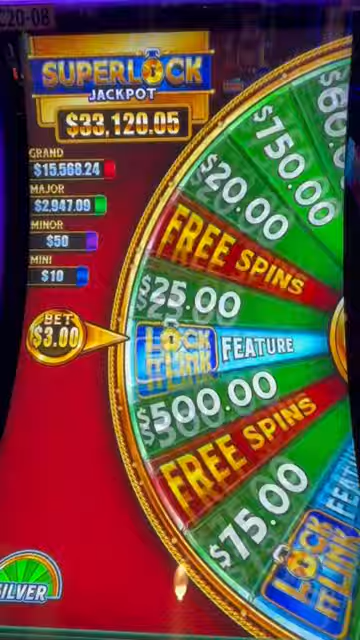 C20-08
SUPERLOCK
JACKPOT
$33,120.05
GRAND
$15,568.24
MAJOR
$2,947.09
MINOR
$50
MINI
$10
BET
$3.00
$750.00
$20.00
FREE SPINS
$25.00
LOCK IT LINK FEATURE
$500.00
FREE SPINS
$75.00
LOCK IT LINK
SILVER